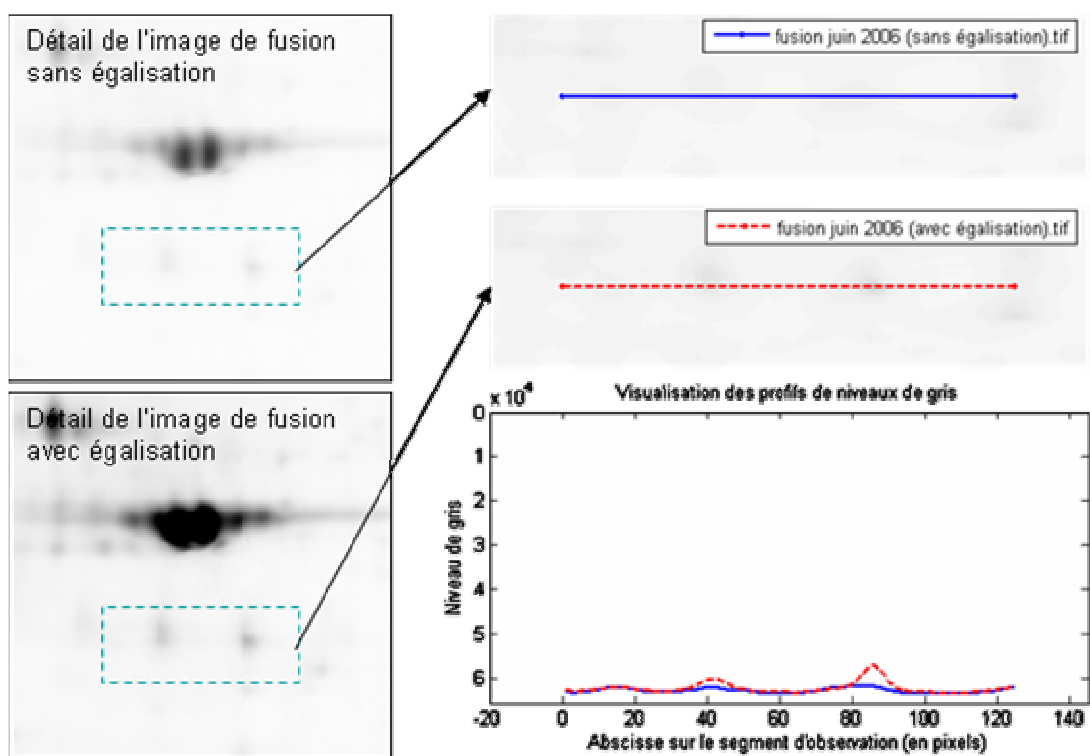 Détail de l'image de fusion
sans égalisation
fusion juin 2006 (sans égalisation).tif
fusion juin 2006 (avec égalisation).tif
Détail de l'image de fusion
avec égalisation
x 10⁴
Visualisation des profils de niveaux de gris
0
1
2
3
4
5
6
Niveau de gris
-20 0 20 40 60 80 100 120 140
Abscisse sur le segment d'observation (en pixels)